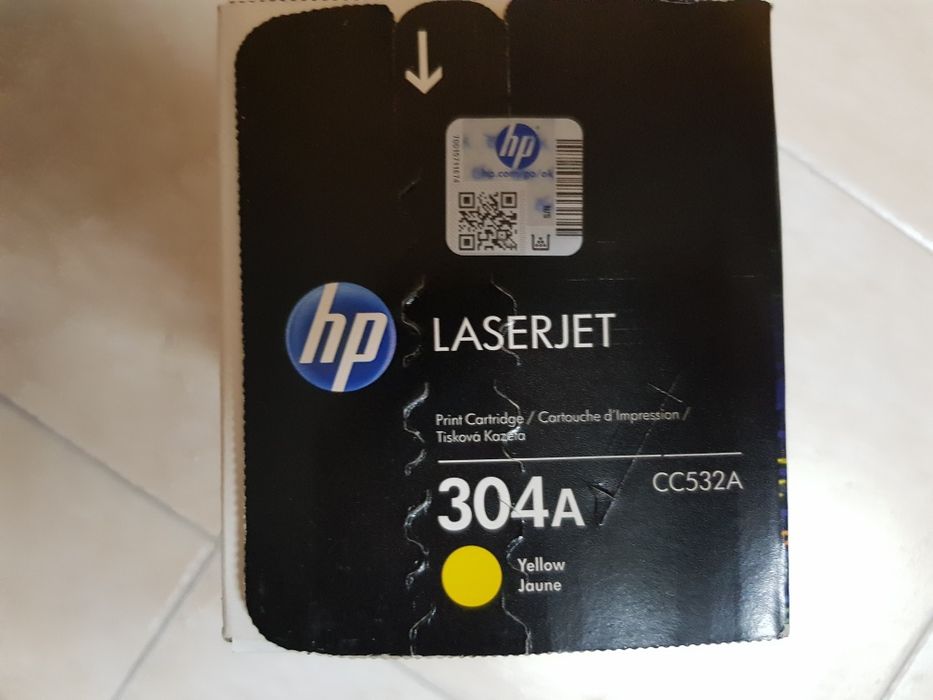 hp
hp.com/go/ok
hp
LASERJET
Print Cartridge / Cartouche d'Impression /
Tisková Kazeta
304A
CC532A
Yellow
Jaune